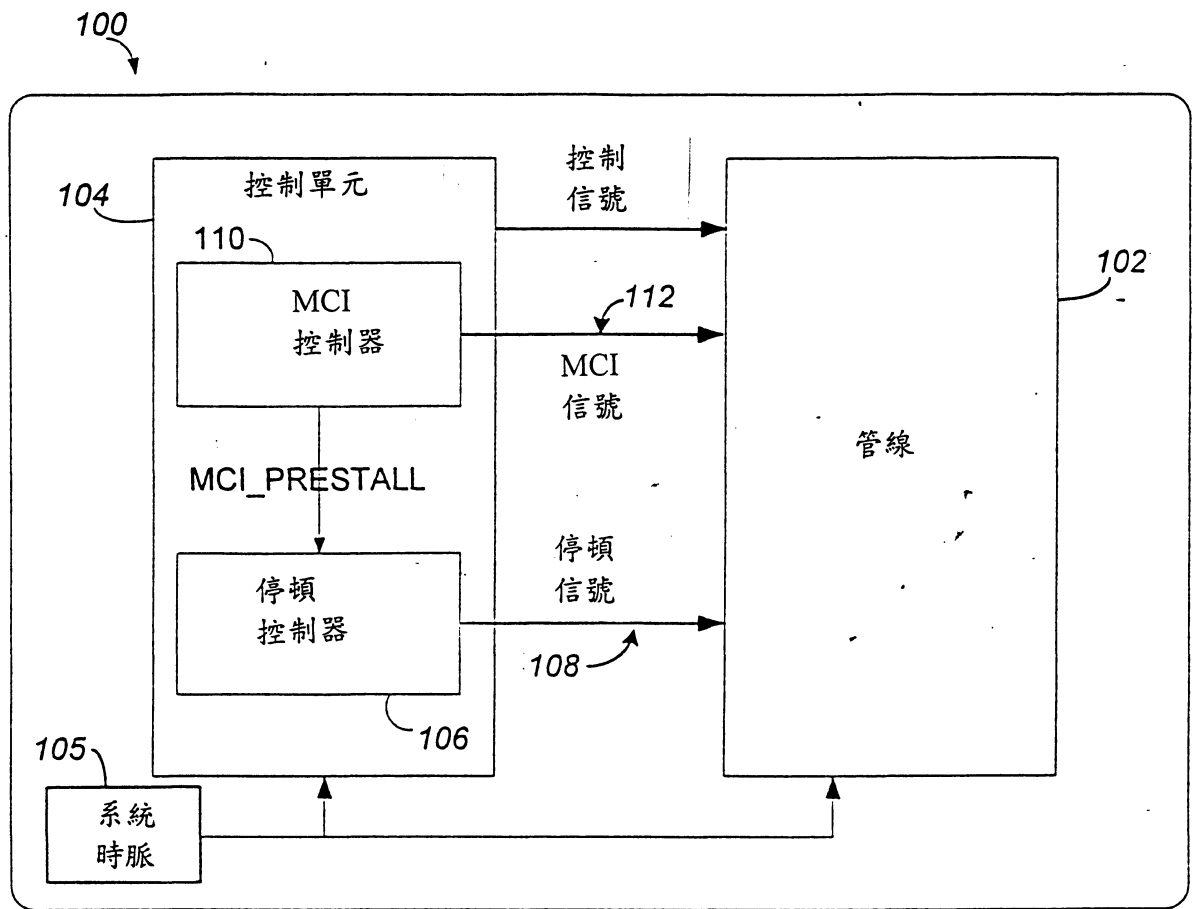 100
104
控制單元
110
MCI
控制器
MCI_PRESTALL
停頓
控制器
106
105
系統
時脈
控制
信號
112
MCI
信號
停頓
信號
108
102
管線